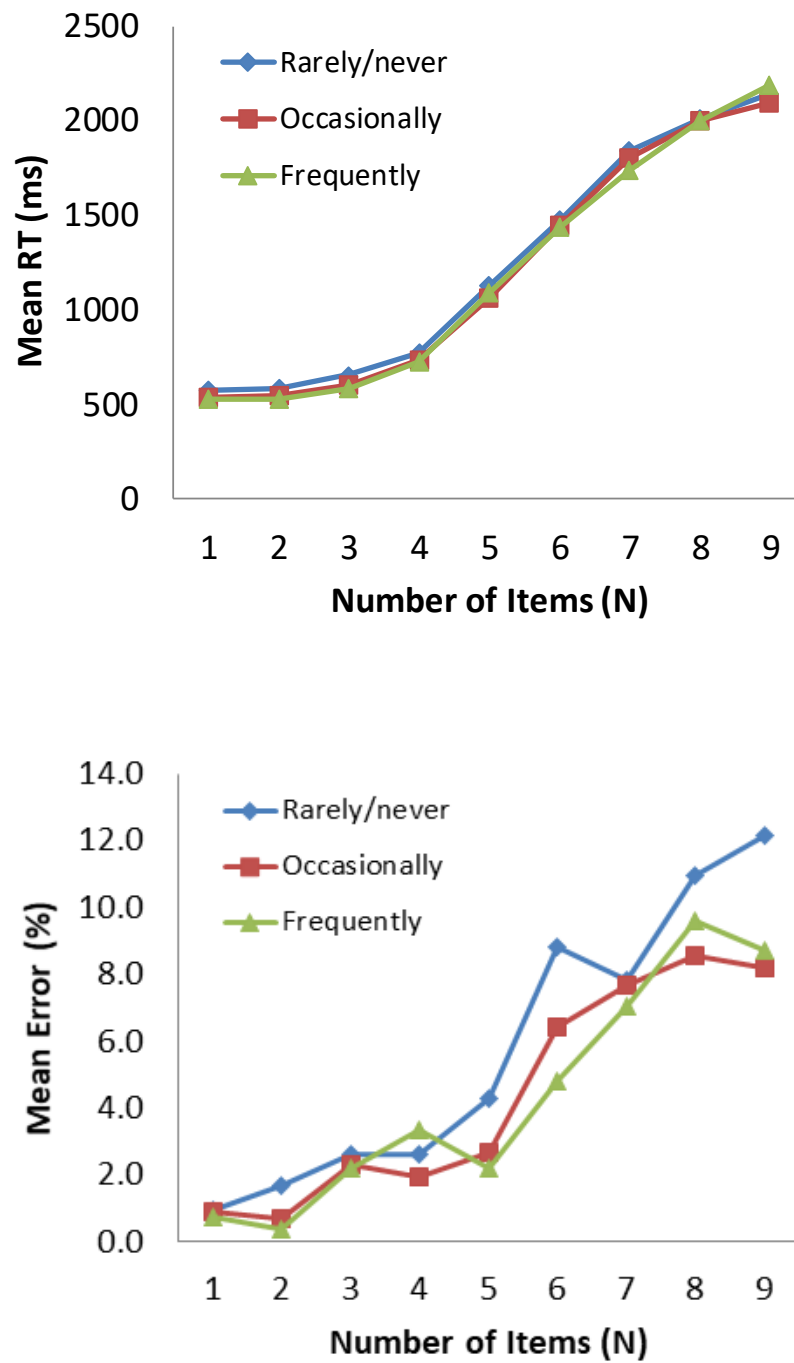 2500
2000
1500
1000
500
0
Mean RT (ms)
Rarely/never
Occasionally
Frequently
1 2 3 4 5 6 7 8 9
Number of Items (N)
14.0
12.0
10.0
8.0
6.0
4.0
2.0
0.0
Mean Error (%)
Rarely/never
Occasionally
Frequently
1 2 3 4 5 6 7 8 9
Number of Items (N)